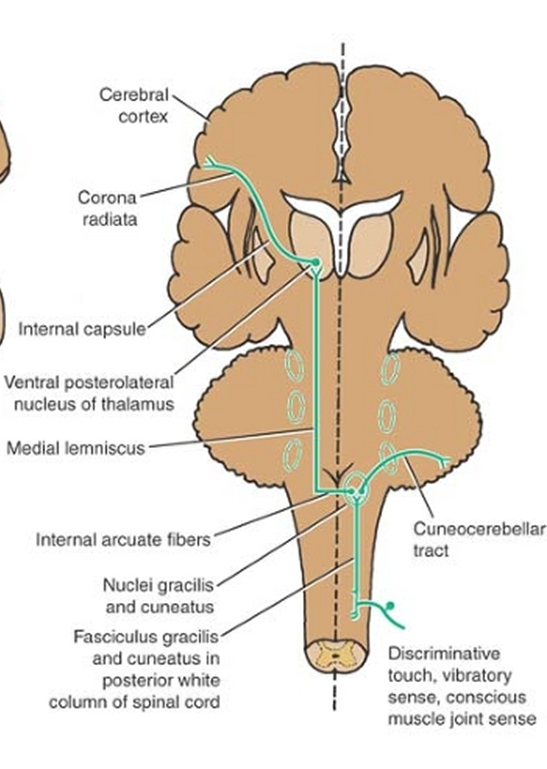 Cerebral
cortex
Corona
radiata
Internal capsule
Ventral posterolateral
nucleus of thalamus
Medial lemniscus
Internal arcuate fibers
Cuneocerebellar
tract
Nuclei gracilis
and cuneatus
Fasciculus gracilis
and cuneatus in
posterior white
column of spinal cord
Discriminative
touch, vibratory
sense, conscious
muscle joint sense